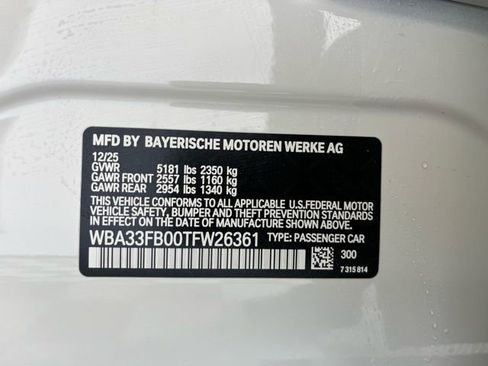 MFD BY BAYERISCHE MOTOREN WERKE AG
12/25
GVWR 5181 lbs 2350 kg
GAWR FRONT 2557 lbs 1160 kg
GAWR REAR 2954 lbs 1340 kg
THIS VEHICLE CONFORMS TO ALL APPLICABLE U.S.FEDERAL MOTOR
VEHICLE SAFETY, BUMPER AND THEFT PREVENTION STANDARDS IN
EFFECT ON THE DATE OF MANUFACTURE SHOWN ABOVE.
WBA33FB00TFW26361 TYPE: PASSENGER CAR
300
7 315 814